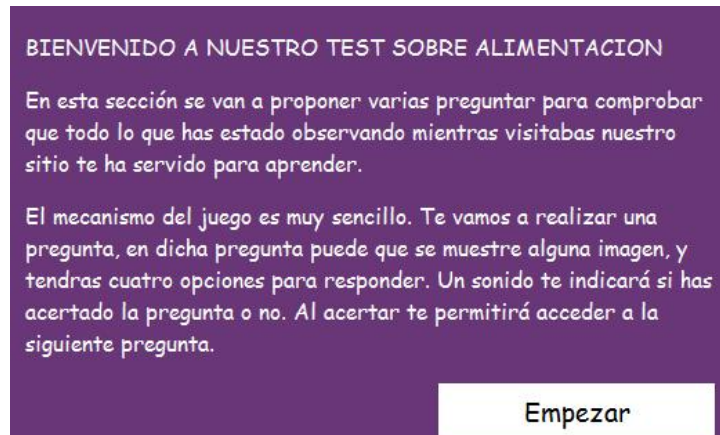 BIENVENIDO A NUESTRO TEST SOBRE ALIMENTACION
En esta sección se van a proponer varias preguntar para comprobar
que todo lo que has estado observando mientras visitabas nuestro
sitio te ha servido para aprender.
El mecanismo del juego es muy sencillo. Te vamos a realizar una
pregunta, en dicha pregunta puede que se muestre alguna imagen, y
tendras cuatro opciones para responder. Un sonido te indicará si has
acertado la pregunta o no. Al acertar te permitirá acceder a la
siguiente pregunta.
Empezar